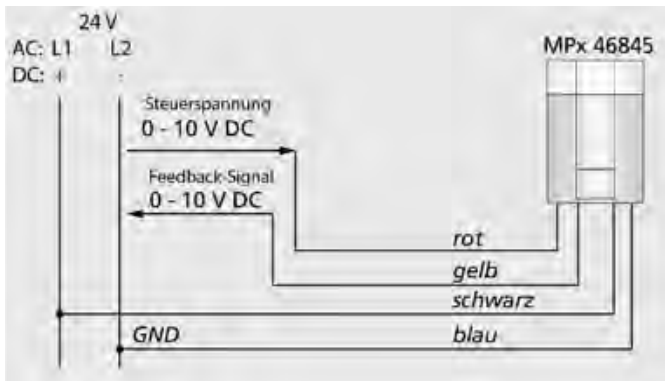 24 V
AC: L1 L2
DC: + -
MPx 46845
Steuerspannung
0 - 10 V DC
Feedback-Signal
0 - 10 V DC
rot
gelb
schwarz
GND
blau